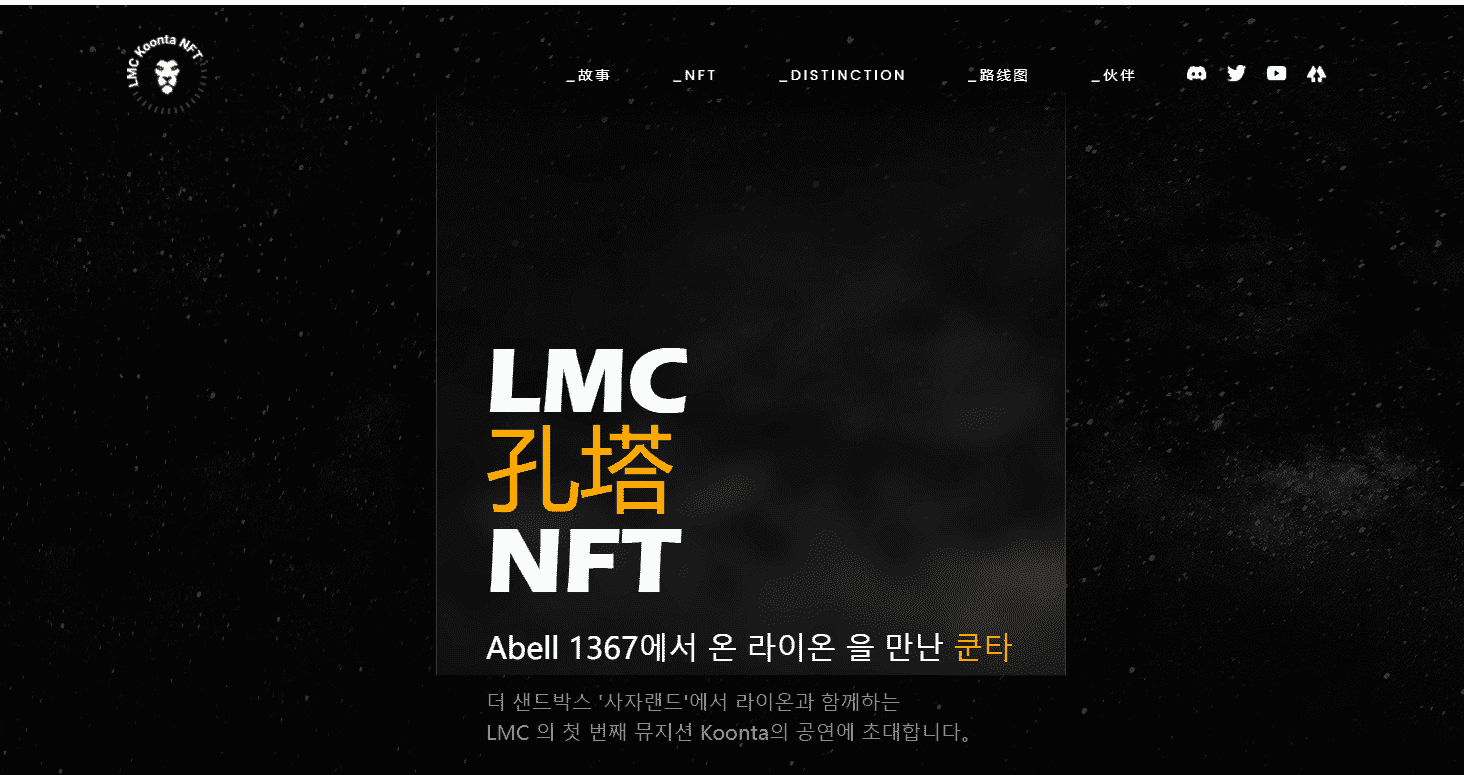 LMC Koonta NFT
_故事 _NFT _DISTINCTION _路线图 _伙伴
LMC
孔塔
NFT
Abell 1367에서 온 라이온 을 만난 쿤타
더 샌드박스 '사자랜드'에서 라이온과 함께하는
LMC 의 첫 번째 뮤지션 Koonta의 공연에 초대합니다。